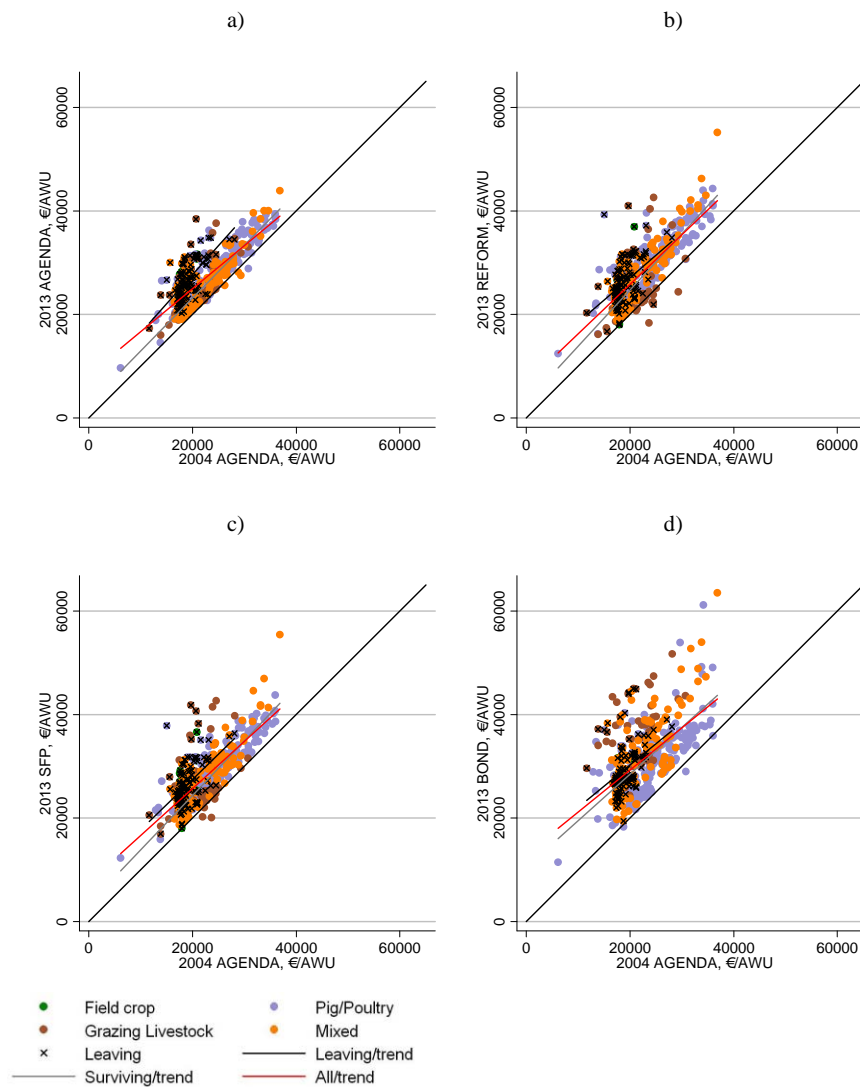 a) b)
60000 60000
40000 40000
2013 AGENDA, €/AWU 2013 REFORM, €/AWU
20000 20000
0 0
0 20000 40000 60000 0 20000 40000 60000
2004 AGENDA, €/AWU 2004 AGENDA, €/AWU
c) d)
60000 60000
40000 40000
2013 SFP, €/AWU 2013 BOND, €/AWU
20000 20000
0 0
0 20000 40000 60000 0 20000 40000 60000
2004 AGENDA, €/AWU 2004 AGENDA, €/AWU
Field crop Pig/Poultry
Grazing Livestock Mixed
Leaving Leaving/trend
Surviving/trend All/trend